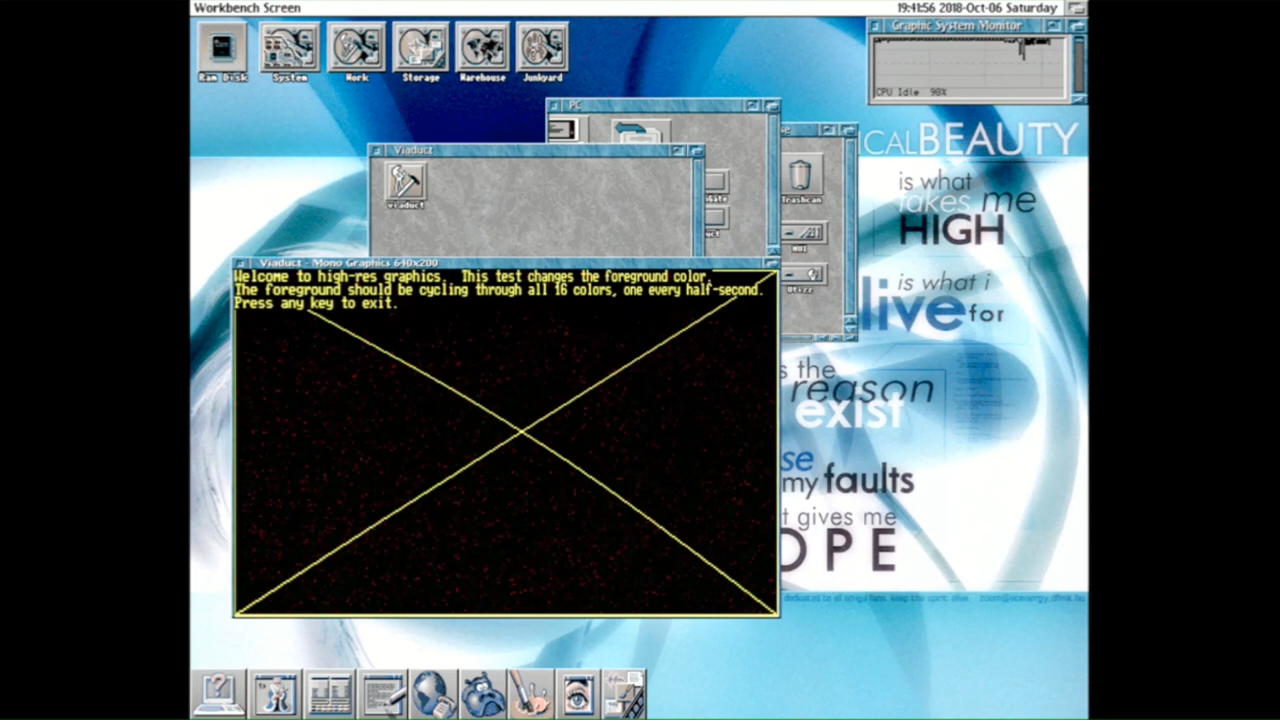 Workbench Screen
19:41:56 2018-Oct-06 Saturday
Graphic System Monitor
CPU Idle 98%
Ram Disk
System
Work
Storage
Warehouse
Junkyard
PC
Viaduct
viaduct
Trashcan
MUI
CALBEAUTY
is what
takes me
HIGH
is what i
live for
s the
reason
exist
se
my faults
t gives me
OPE
Viaduct - Mono Graphics 640x200
Welcome to high-res graphics. This test changes the foreground color.
The foreground should be cycling through all 16 colors, one every half-second.
Press any key to exit.